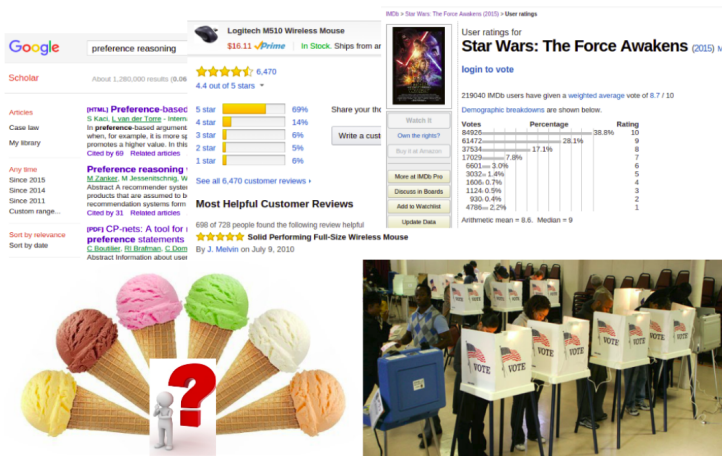 Google
preference reasoning
Scholar
About 1,280,000 results (0.06
Articles
Case law
My library
Any time
Since 2015
Since 2014
Since 2011
Custom range...
Sort by relevance
Sort by date
[HTML] Preference-based
S Kaci, L van der Torre - Intern
In preference-based argument
when, for example, it is more sp
promotes a higher value. In this
Cited by 69 Related articles
Preference reasoning
M Zanker, M Jessenitschnig, W
Abstract A recommender system
products that are assumed to b
recommendation systems form
Cited by 31 Related articles
[PDF] CP-nets: A tool for r
preference statements
C Boutilier, RI Brafman, C Dom
Abstract Information about user
Logitech M510 Wireless Mouse
$16.11 Prime In Stock. Ships from ar
6,470
4.4 out of 5 stars
5 star 69%
4 star 14%
3 star 6%
2 star 5%
1 star 6%
Share your tho
Write a cust
See all 6,470 customer reviews
Most Helpful Customer Reviews
698 of 728 people found the following review helpful
Solid Performing Full-Size Wireless Mouse
By J. Melvin on July 9, 2010
IMDb > Star Wars: The Force Awakens (2015) > User ratings
User ratings for
Star Wars: The Force Awakens (2015) M
login to vote
219040 IMDb users have given a weighted average vote of 8.7 / 10
Demographic breakdowns are shown below.
Votes Percentage Rating
84926 38.8% 10
61472 28.1% 9
37534 17.1% 8
17029 7.8% 7
6601 3.0% 6
3032 1.4% 5
1606 0.7% 4
1124 0.5% 3
930 0.4% 2
4786 2.2% 1
Arithmetic mean = 8.6. Median = 9
Watch It
Own the rights?
Buy it at Amazon
More at IMDb Pro
Discuss in Boards
Add to Watchlist
Update Data
?
VOTE
VOTE
VOTE
VOTE
VOTE